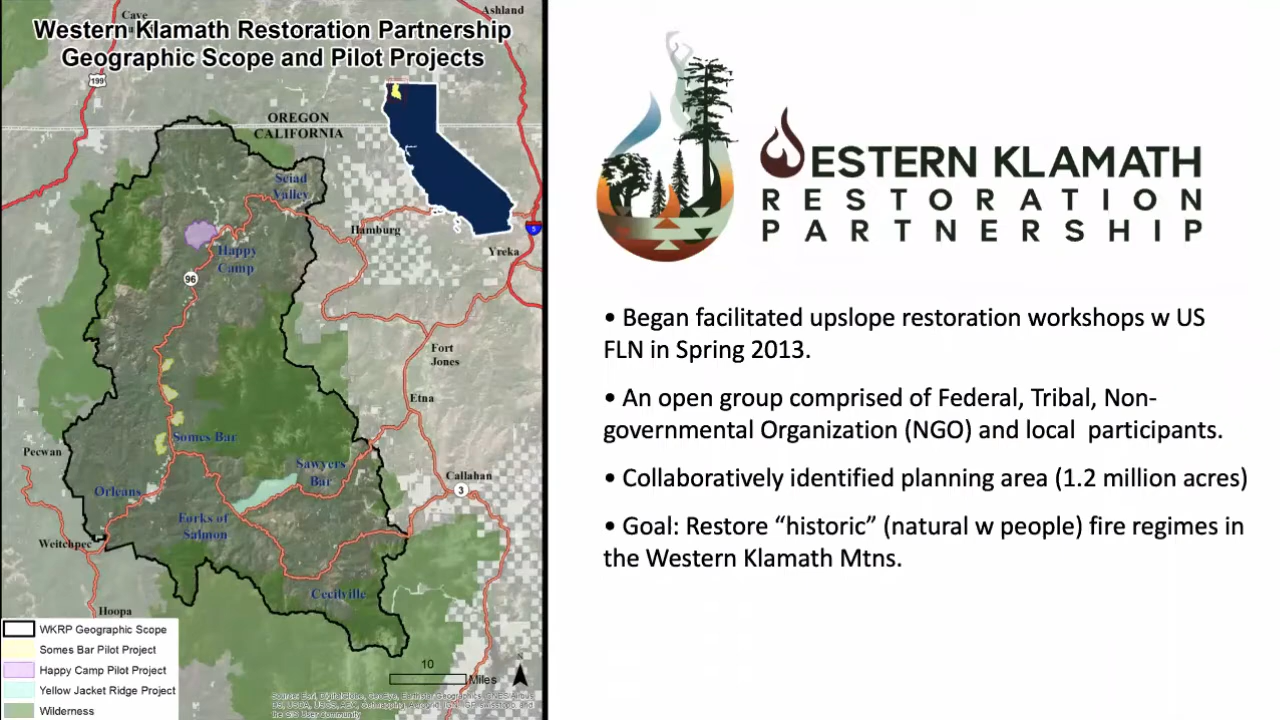 Cave
Ashland
Western Klamath Restoration Partnership
Geographic Scope and Pilot Projects
199
OREGON
CALIFORNIA
Seiad
Valley
Hamburg
Happy
Camp
5
Yreka
96
Fort
Jones
Etna
Somes Bar
Pecwan
Sawyers
Bar
Callahan
3
Orleans
Forks of
Salmon
Weitchpec
Cecilville
Hoopa
WKRP Geographic Scope
Somes Bar Pilot Project
Happy Camp Pilot Project
Yellow Jacket Ridge Project
Wilderness
10
Miles
N
ESTERN KLAMATH
RESTORATION
PARTNERSHIP
• Began facilitated upslope restoration workshops w US
FLN in Spring 2013.
• An open group comprised of Federal, Tribal, Non-
governmental Organization (NGO) and local participants.
• Collaboratively identified planning area (1.2 million acres)
• Goal: Restore “historic” (natural w people) fire regimes in
the Western Klamath Mtns.